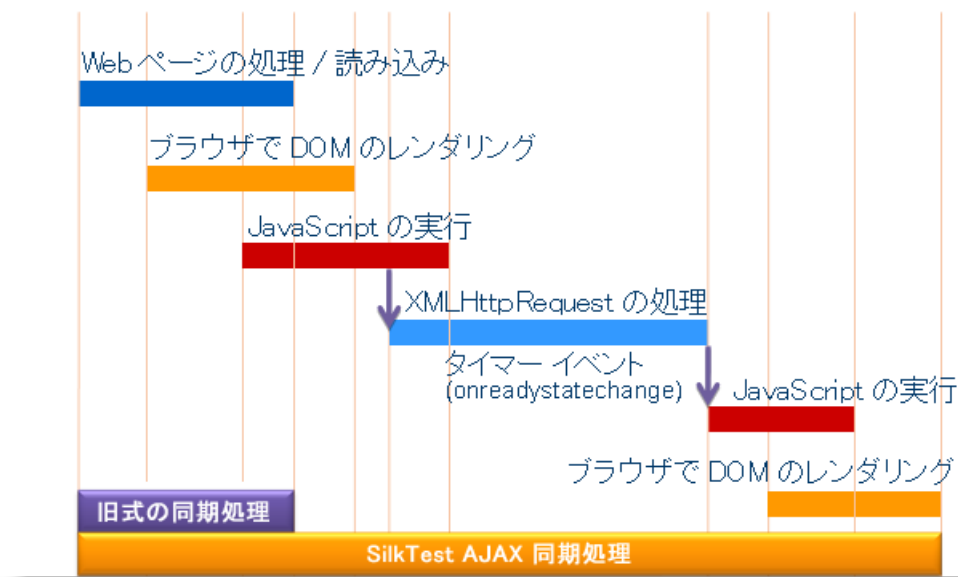 Webページの処理 / 読み込み
ブラウザで DOM のレンダリング
JavaScript の実行
XMLHttpRequest の処理
タイマー イベント
(onreadystatechange)
JavaScript の実行
ブラウザで DOM のレンダリング
旧式の同期処理
SilkTest AJAX 同期処理